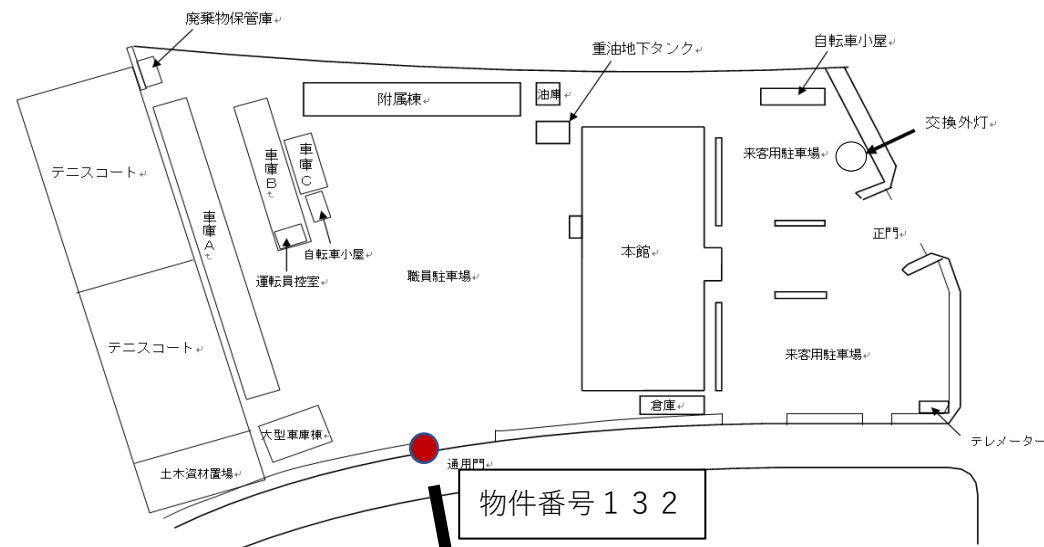 廃棄物保管庫
重油地下タンク
自転車小屋
附属棟
油庫
交換外灯
来客用駐車場
テニスコート
車庫B
車庫C
車庫A
自転車小屋
運転員控室
職員駐車場
本館
正門
テニスコート
来客用駐車場
倉庫
大型車庫棟
テレメーター
土木資材置場
通用門
物件番号132